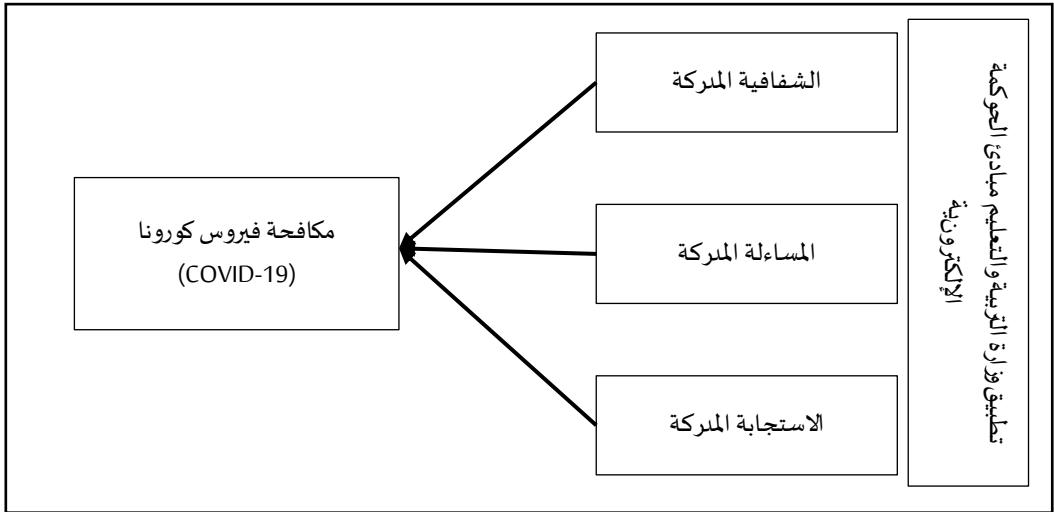 تطبيق وزارة التربية والتعليم مبادئ الحوكمة
الإلكترونية
الشفافية المدركة
المساءلة المدركة
الاستجابة المدركة
مكافحة فيروس كورونا
(COVID-19)